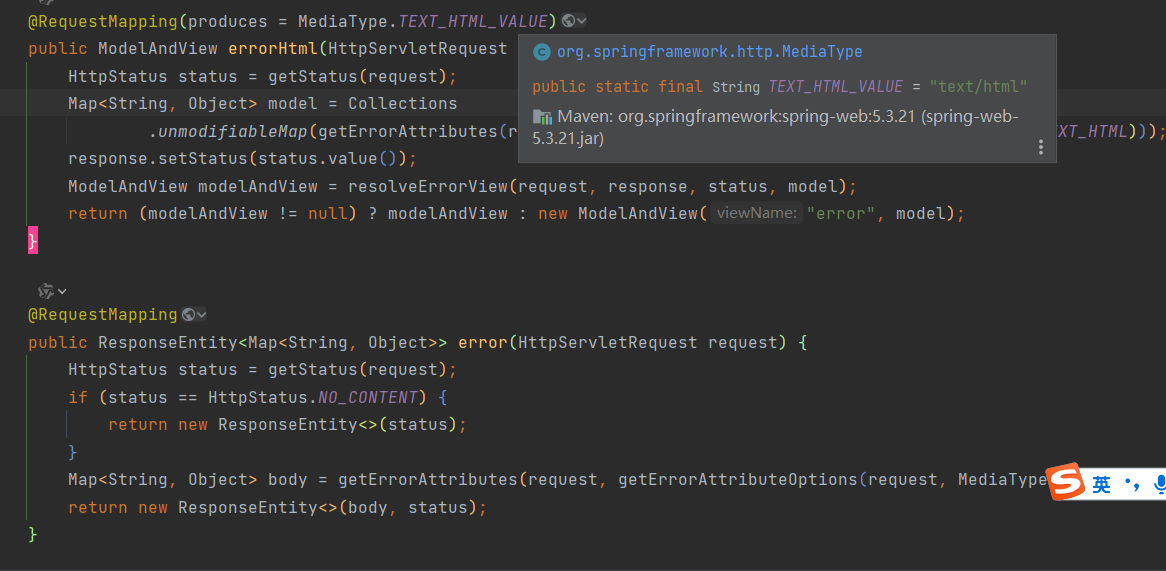 @RequestMapping(produces = MediaType.TEXT_HTML_VALUE)
public ModelAndView errorHtml(HttpServletRequest
org.springframework.http.MediaType
HttpStatus status = getStatus(request);
public static final String TEXT_HTML_VALUE = "text/html"
Map<String, Object> model = Collections
Maven: org.springframework:spring-web:5.3.21 (spring-web-
5.3.21.jar)
.unmodifiableMap(getErrorAttributes(r
EXT_HTML)));
response.setStatus(status.value());
ModelAndView modelAndView = resolveErrorView(request, response, status, model);
return (modelAndView != null) ? modelAndView : new ModelAndView( viewName: "error", model);
}
@RequestMapping
public ResponseEntity<Map<String, Object>> error(HttpServletRequest request) {
HttpStatus status = getStatus(request);
if (status == HttpStatus.NO_CONTENT) {
return new ResponseEntity<>(status);
}
Map<String, Object> body = getErrorAttributes(request, getErrorAttributeOptions(request, MediaType
return new ResponseEntity<>(body, status);
}
英